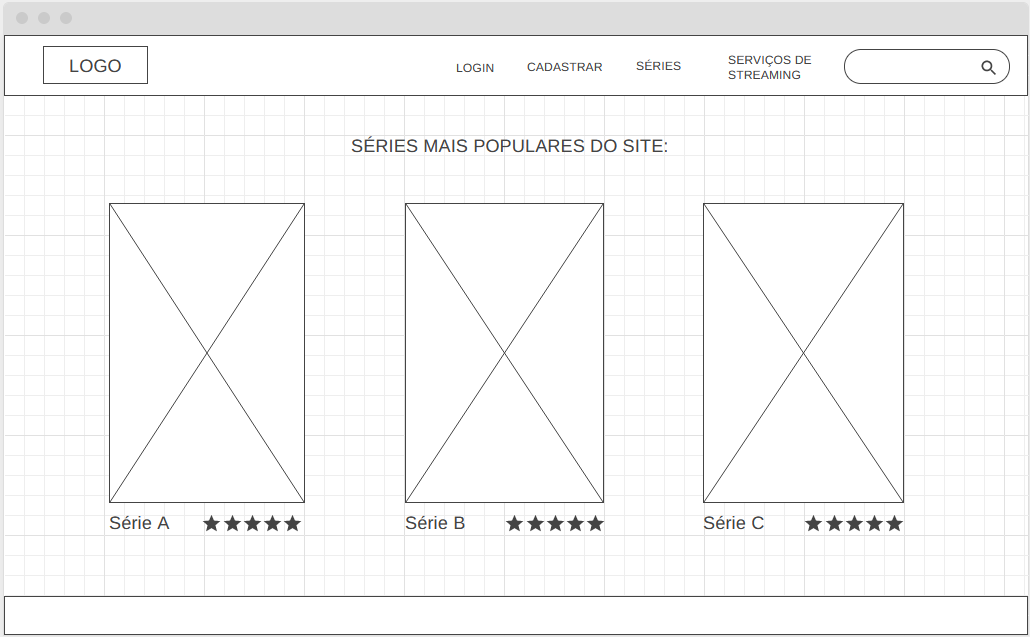 LOGO
LOGIN
CADASTRAR
SÉRIES
SERVIÇOS DE
STREAMING
SÉRIES MAIS POPULARES DO SITE:
Série A
Série B
Série C